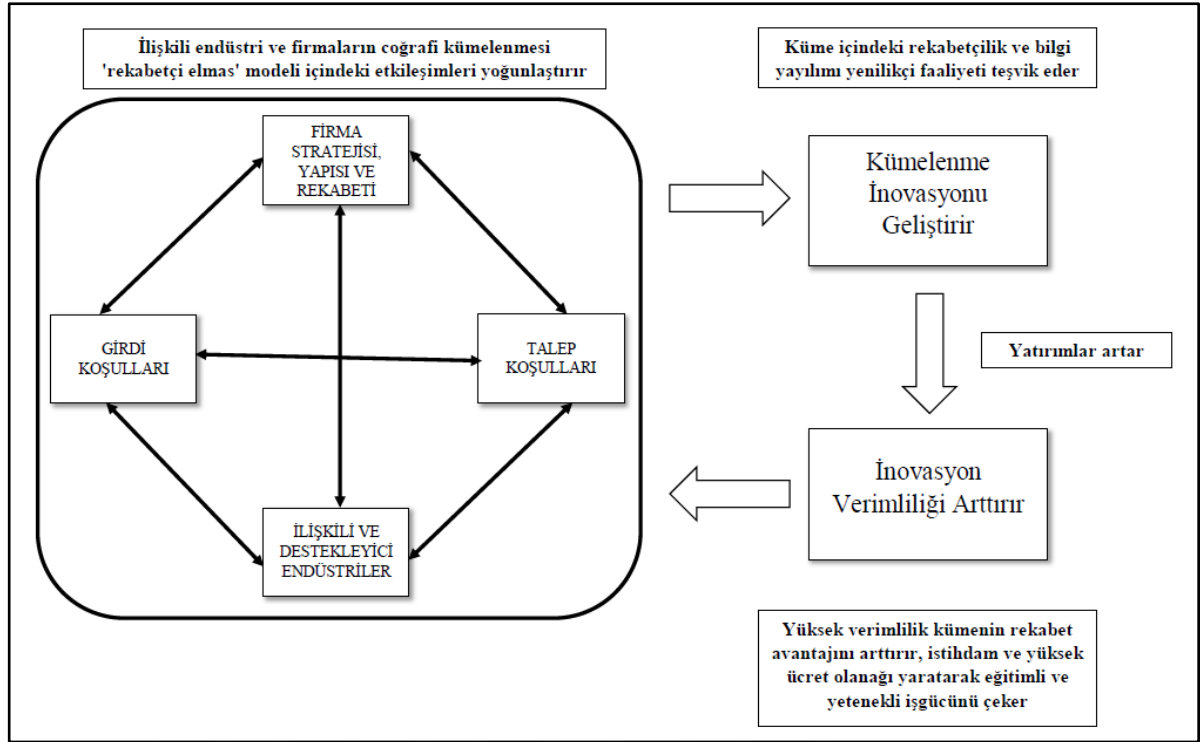 İlişkili endüstri ve firmaların coğrafi kümelenmesi
'rekabetçi elmas' modeli içindeki etkileşimleri yoğunlaştırır
Küme içindeki rekabetçilik ve bilgi
yayılımı yenilikçi faaliyeti teşvik eder
FİRMA
STRATEJİSİ,
YAPISI VE
REKABETİ
Kümelenme
İnovasyonu
Geliştirir
GİRDİ
KOŞULLARI
TALEP
KOŞULLARI
Yatırımlar artar
İnovasyon
Verimliliği Arttırır
İLİŞKİLİ VE
DESTEKLEYİCİ
ENDÜSTRİLER
Yüksek verimlilik kümenin rekabet
avantajını arttırır, istihdam ve yüksek
ücret olanağı yaratarak eğitimli ve
yetenekli işgücünü çeker